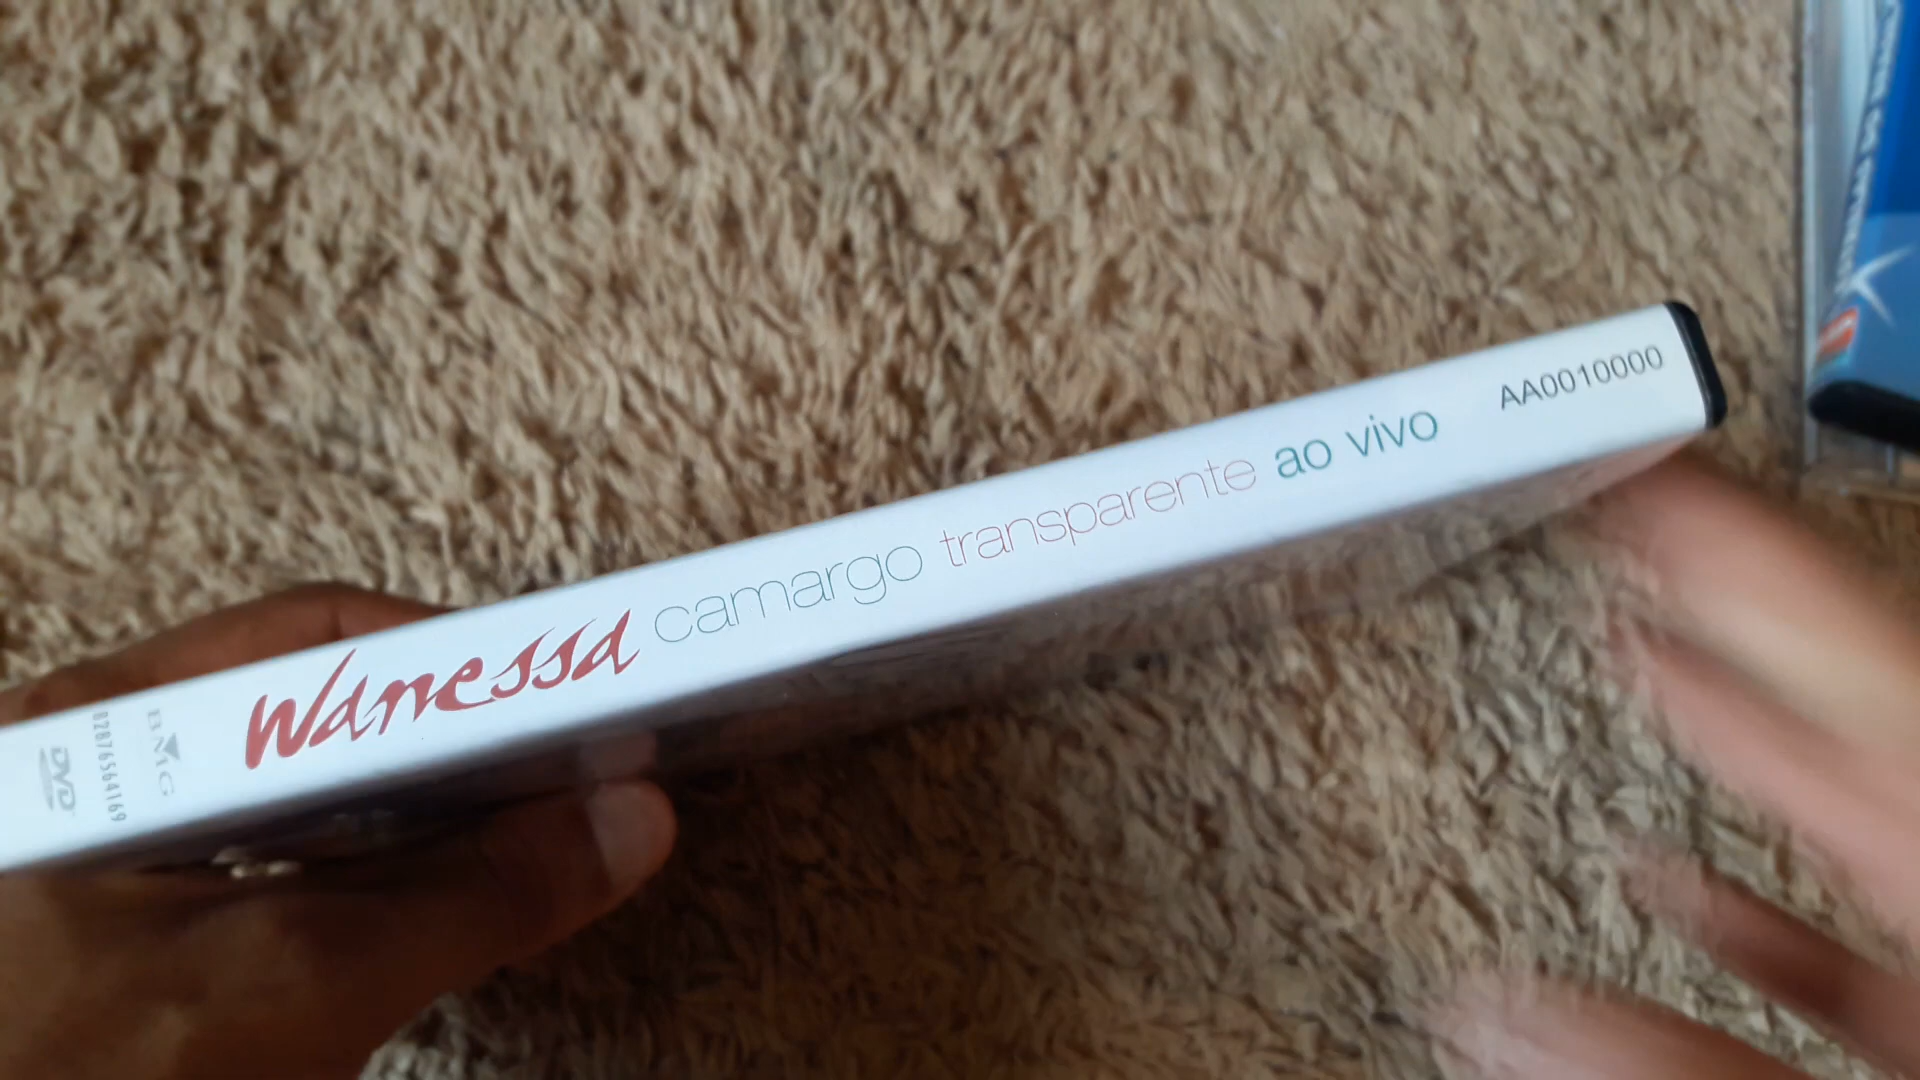 Wanessa camargo transparente ao vivo
AA0010000
BMG
82876564169
DVD